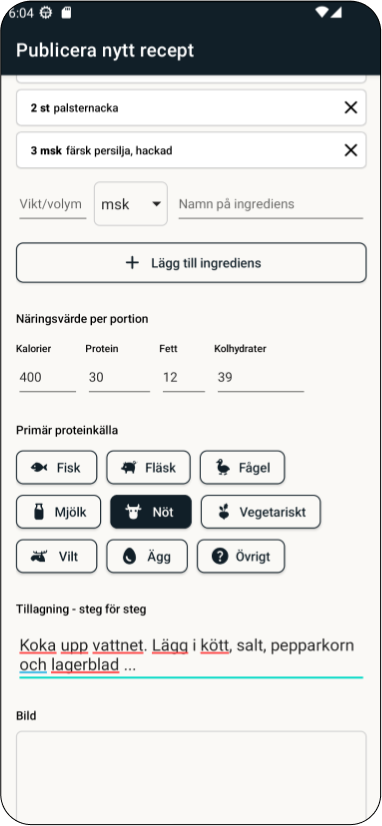 6:04
Publicera nytt recept
2 st palsternacka
3 msk färsk persilja, hackad
Vikt/volym msk Namn på ingrediens
+ Lägg till ingrediens
Näringsvärde per portion
Kalorier Protein Fett Kolhydrater
400 30 12 39
Primär proteinkälla
Fisk Fläsk Fågel
Mjölk Nöt Vegetariskt
Vilt Ägg Övrigt
Tillagning - steg för steg
Koka upp vattnet. Lägg i kött, salt, pepparkorn
och lagerblad ...
Bild